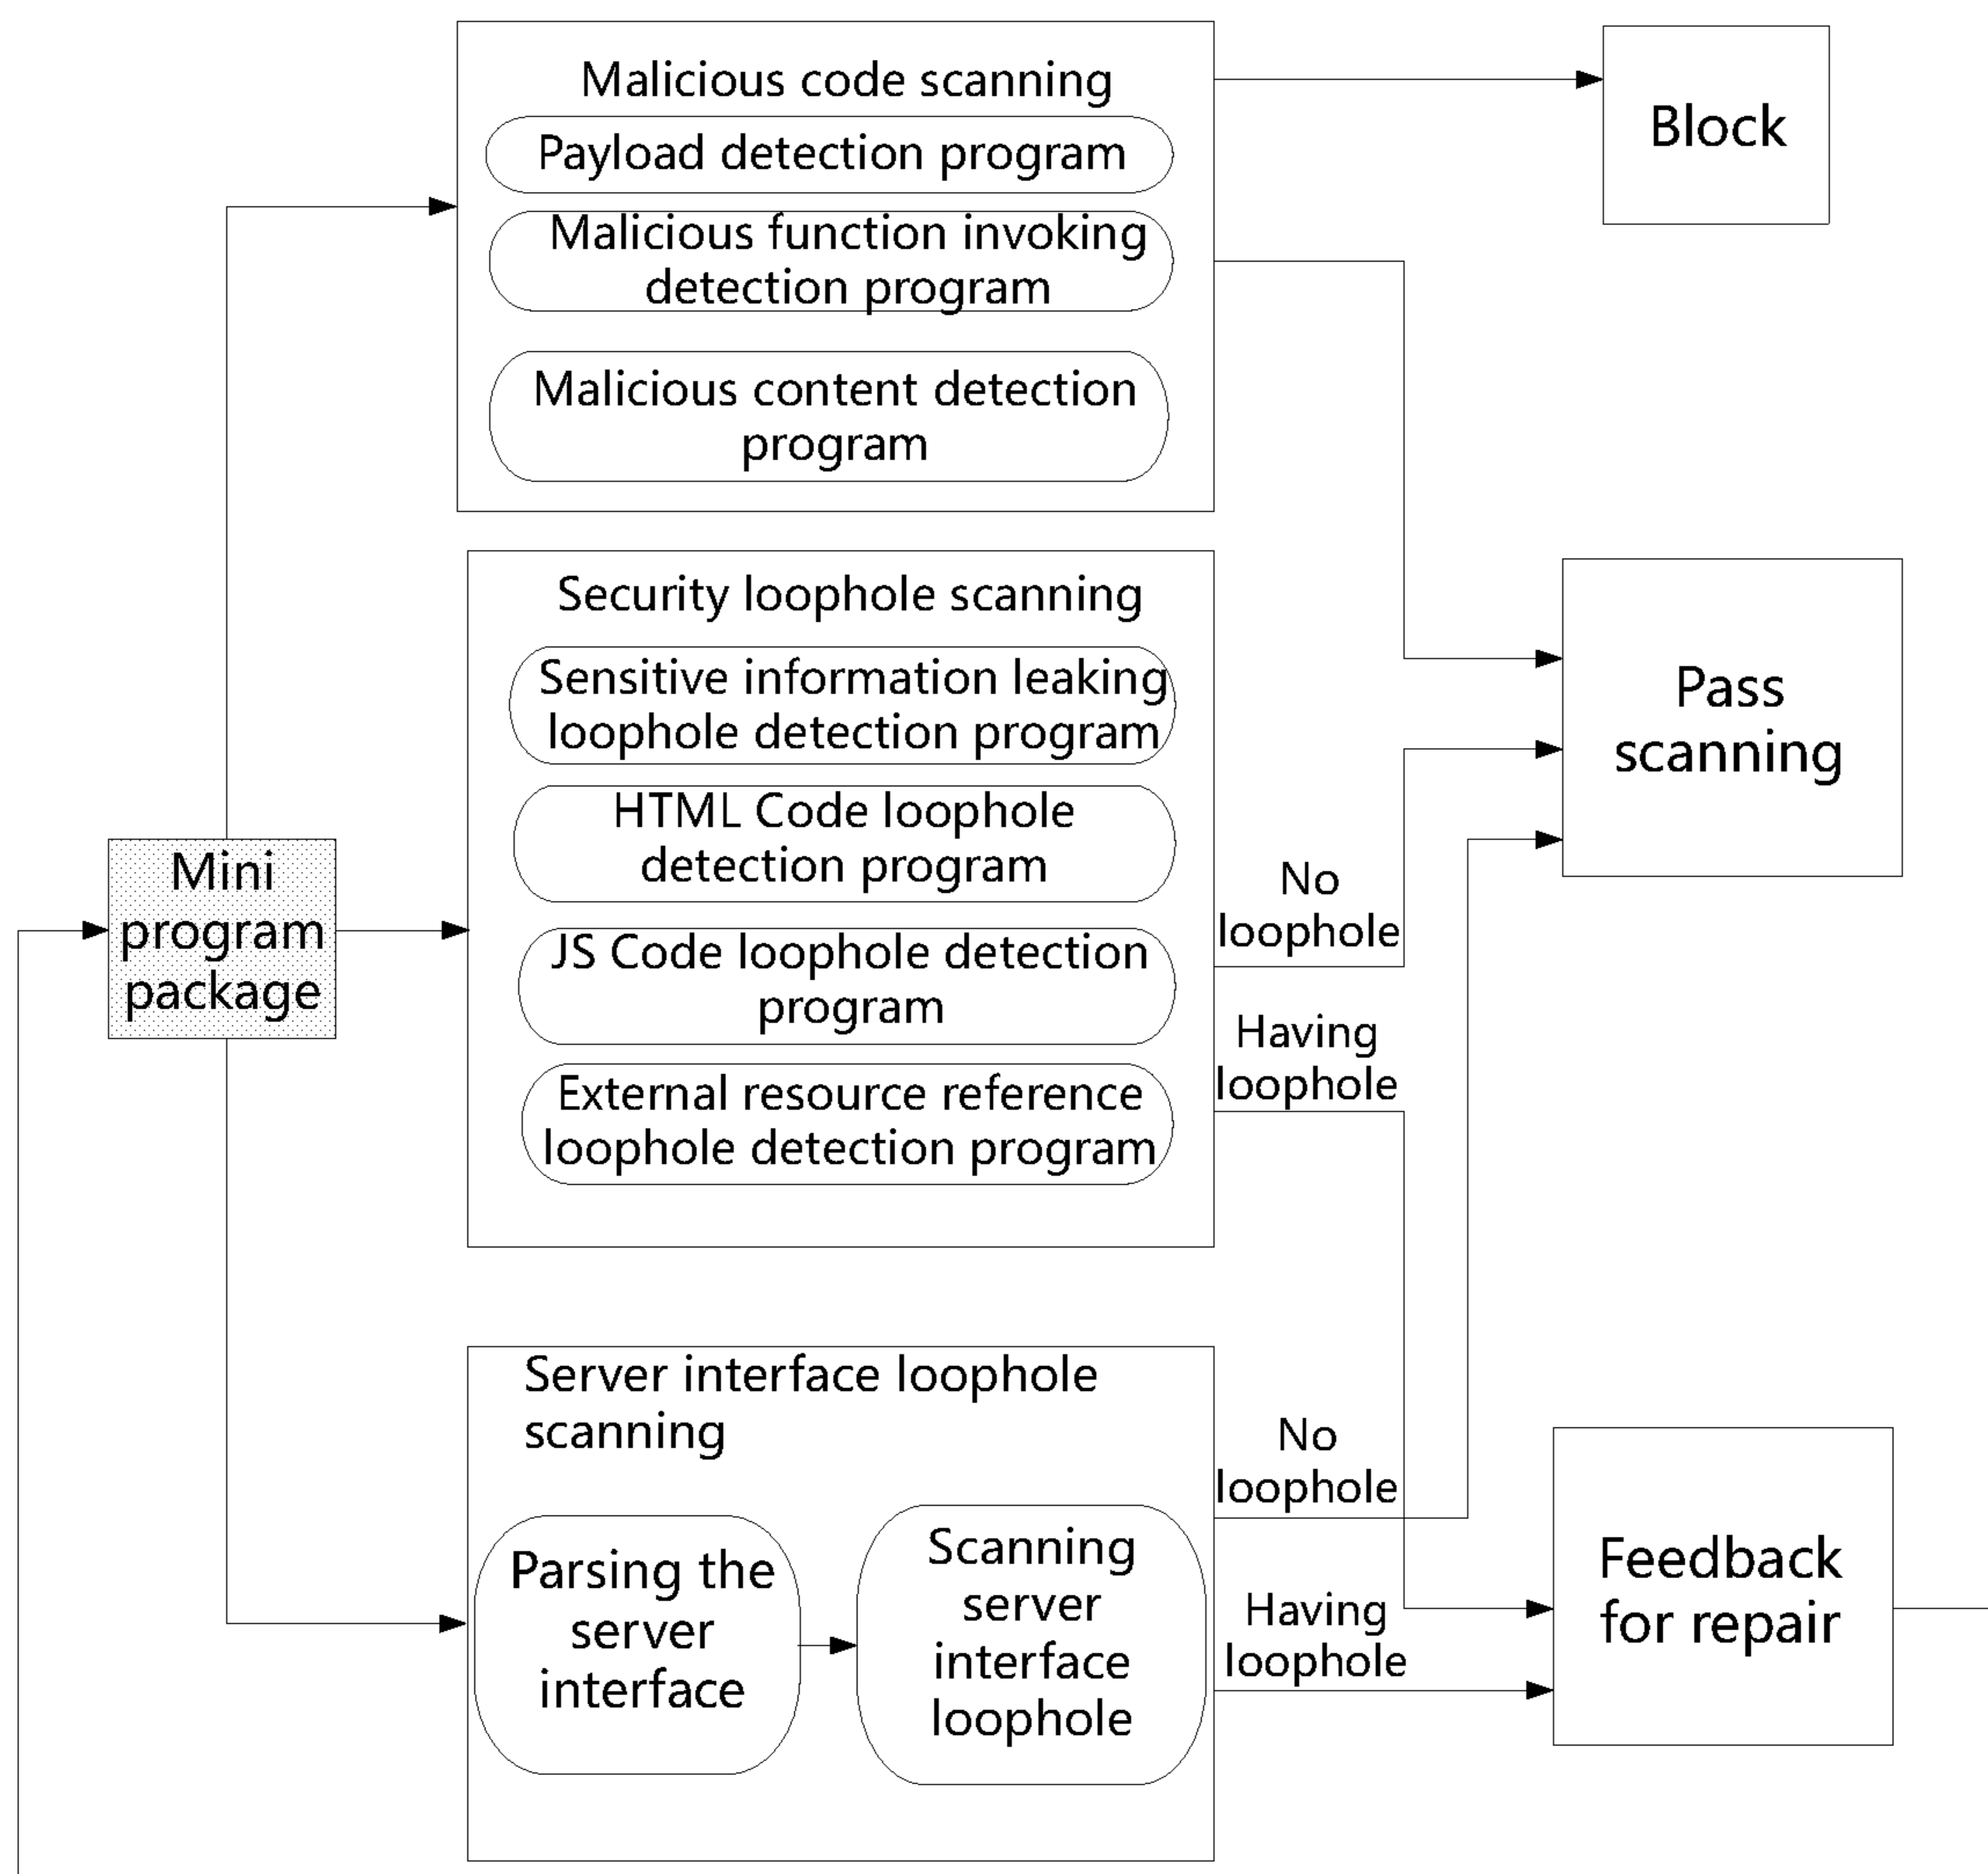 Malicious code scanning
Payload detection program
Malicious function invoking
detection program
Malicious content detection
program
Block
Security loophole scanning
Sensitive information leaking
loophole detection program
HTML Code loophole
detection program
JS Code loophole detection
program
External resource reference
loophole detection program
Mini
program
package
No
loophole
Having
loophole
Pass
scanning
Server interface loophole
scanning
Parsing the
server
interface
Scanning
server
interface
loophole
No
loophole
Having
loophole
Feedback
for repair